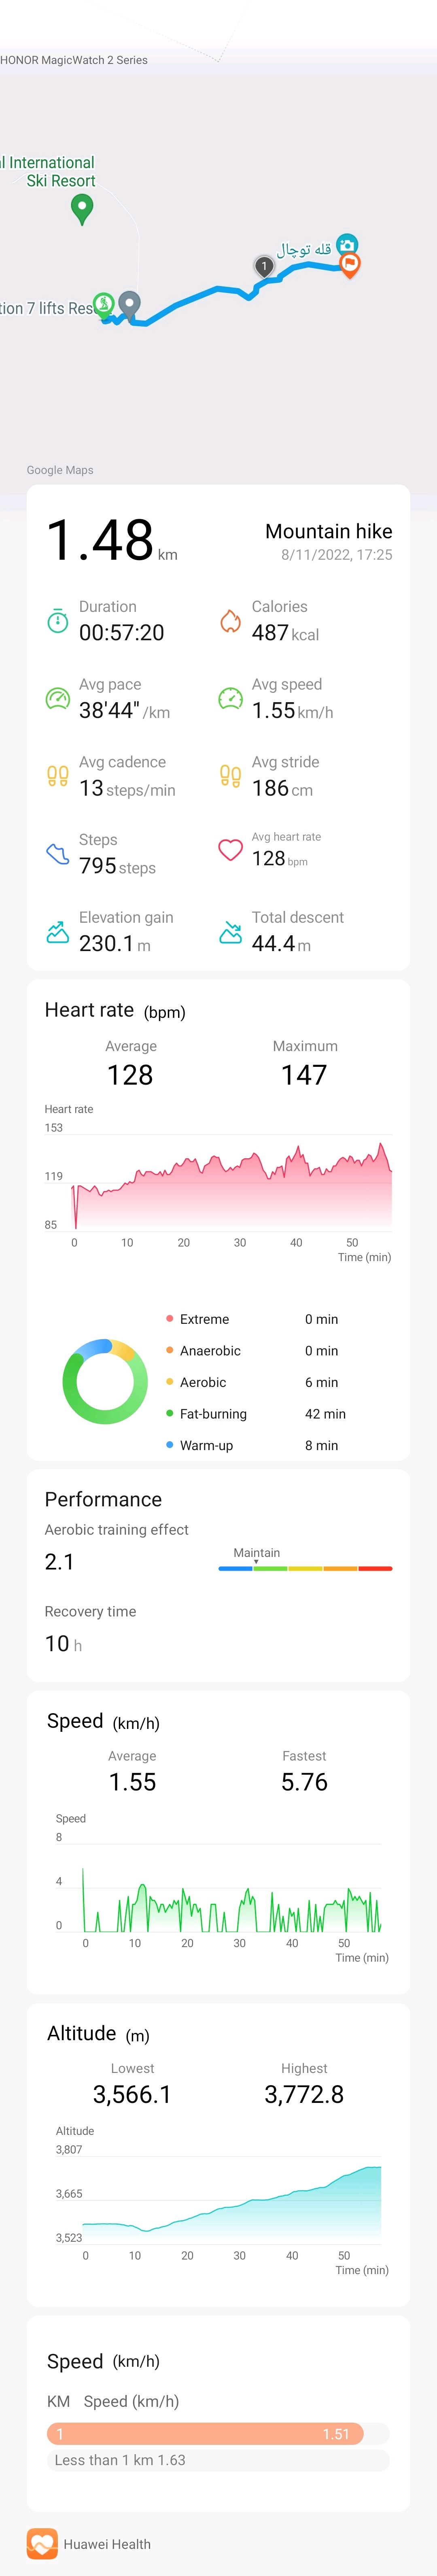 HONOR MagicWatch 2 Series
l International
Ski Resort
قله توچال
1
tion 7 lifts Res
Google Maps
1.48 km
Mountain hike
8/11/2022, 17:25
Duration
00:57:20
Calories
487 kcal
Avg pace
38'44" /km
Avg speed
1.55 km/h
Avg cadence
13 steps/min
Avg stride
186 cm
Steps
795 steps
Avg heart rate
128 bpm
Elevation gain
230.1 m
Total descent
44.4 m
Heart rate (bpm)
Average
128
Maximum
147
Heart rate
153
119
85
0 10 20 30 40 50
Time (min)
Extreme 0 min
Anaerobic 0 min
Aerobic 6 min
Fat-burning 42 min
Warm-up 8 min
Performance
Aerobic training effect
2.1
Maintain
Recovery time
10 h
Speed (km/h)
Average
1.55
Fastest
5.76
Speed
8
4
0
0 10 20 30 40 50
Time (min)
Altitude (m)
Lowest
3,566.1
Highest
3,772.8
Altitude
3,807
3,665
3,523
0 10 20 30 40 50
Time (min)
Speed (km/h)
KM Speed (km/h)
1 1.51
Less than 1 km 1.63
Huawei Health